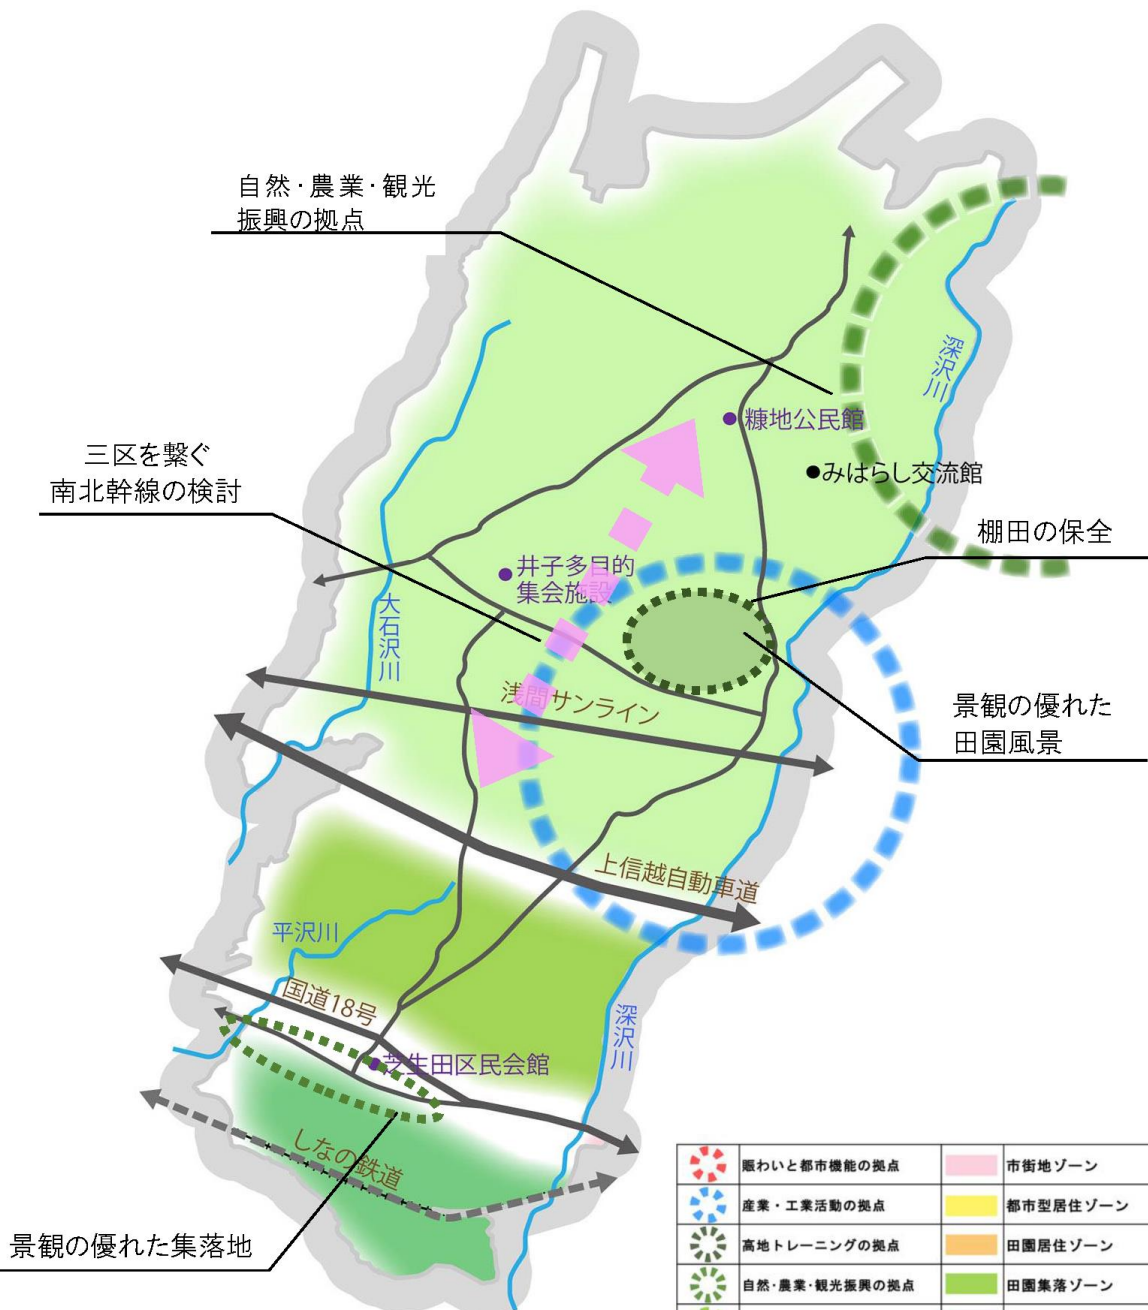 自然・農業・観光
振興の拠点
深沢川
糠地公民館
三区を繋ぐ
南北幹線の検討
みはらし交流館
棚田の保全
井子多目的
集会施設
大石沢川
浅間サンライン
景観の優れた
田園風景
上信越自動車道
平沢川
国道18号
深沢川
芝生田区民会館
しなの鉄道
景観の優れた集落地
賑わいと都市機能の拠点
市街地ゾーン
産業・工業活動の拠点
都市型居住ゾーン
高地トレーニングの拠点
田園居住ゾーン
自然・農業・観光振興の拠点
田園集落ゾーン